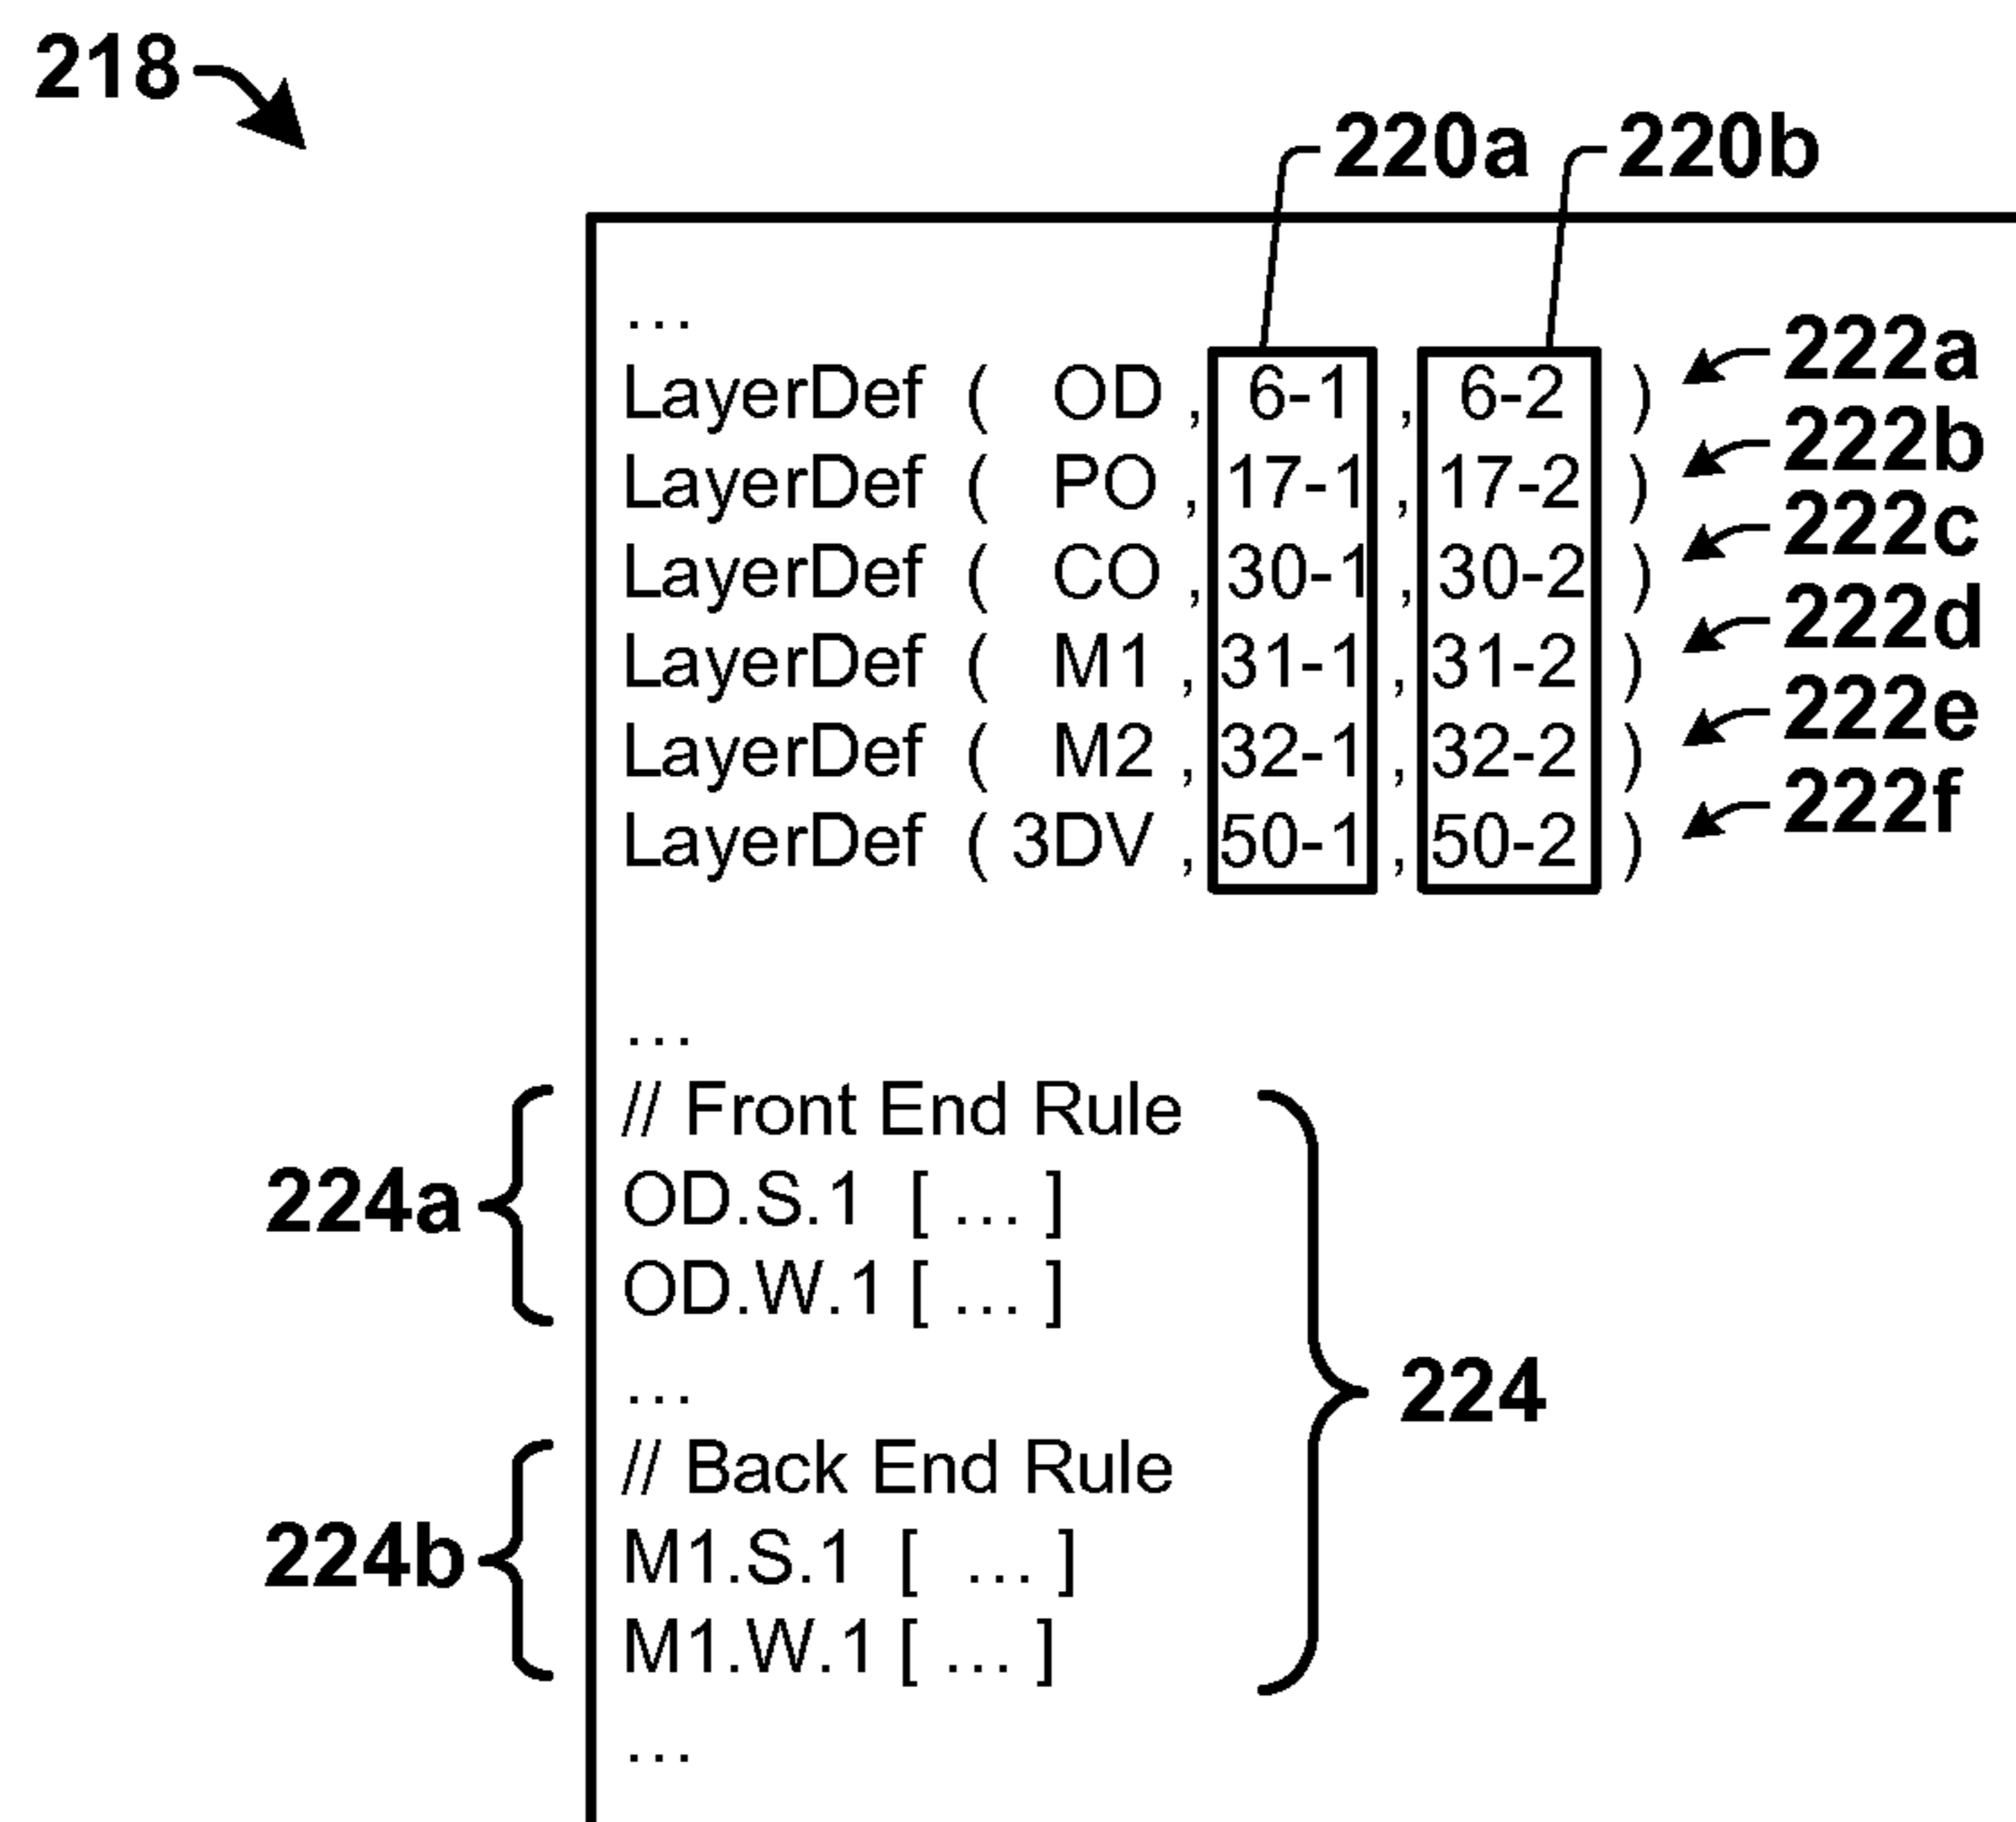 218
220a 220b
...
LayerDef ( OD , 6-1 , 6-2 ) 222a
LayerDef ( PO , 17-1 , 17-2 ) 222b
LayerDef ( CO , 30-1 , 30-2 ) 222c
LayerDef ( M1 , 31-1 , 31-2 ) 222d
LayerDef ( M2 , 32-1 , 32-2 ) 222e
LayerDef ( 3DV , 50-1 , 50-2 ) 222f
...
// Front End Rule
224a OD.S.1 [ ... ]
OD.W.1 [ ... ]
... 224
// Back End Rule
224b M1.S.1 [ ... ]
M1.W.1 [ ... ]
...